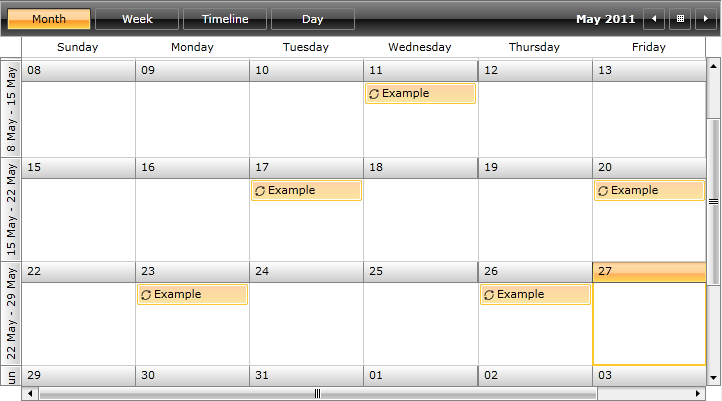 Month Week Timeline Day May 2011
Sunday Monday Tuesday Wednesday Thursday Friday
8 May - 15 May
08 09 10 11 12 13
Example
15 May - 22 May
15 16 17 18 19 20
Example Example
22 May - 29 May
22 23 24 25 26 27
Example Example
un
29 30 31 01 02 03